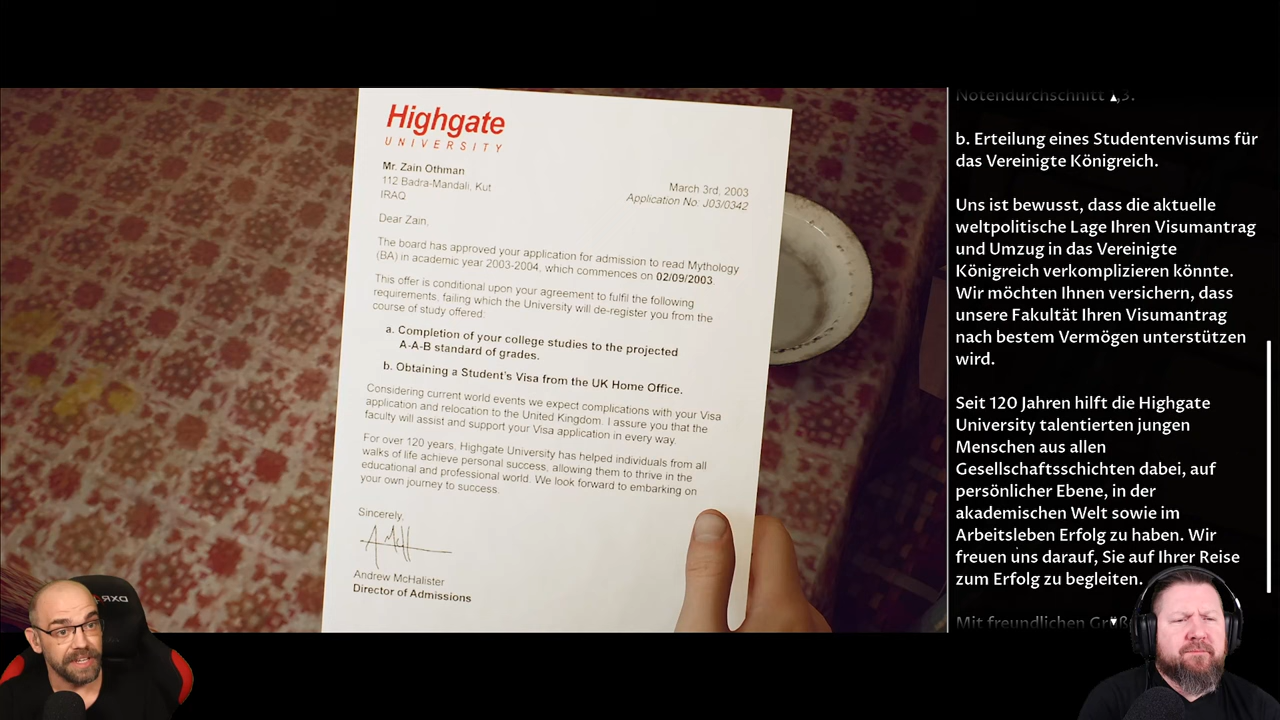 Highgate
UNIVERSITY
Mr. Zain Othman
112 Badra-Mandali, Kut
IRAQ
March 3rd, 2003
Application No: J03/0342
Dear Zain,
The board has approved your application for admission to read Mythology
(BA) in academic year 2003-2004, which commences on 02/09/2003.
This offer is conditional upon your agreement to fulfil the following
requirements, failing which the University will de-register you from the
course of study offered:
a. Completion of your college studies to the projected
A-A-B standard of grades.
b. Obtaining a Student's Visa from the UK Home Office.
Considering current world events we expect complications with your Visa
application and relocation to the United Kingdom. I assure you that the
faculty will assist and support your Visa application in every way.
For over 120 years, Highgate University has helped individuals from all
walks of life achieve personal success, allowing them to thrive in the
educational and professional world. We look forward to embarking on
your own journey to success.
Sincerely,
Andrew McHalister
Director of Admissions
Notendurchschnitt
b. Erteilung eines Studentenvisums für
das Vereinigte Königreich.
Uns ist bewusst, dass die aktuelle
weltpolitische Lage Ihren Visumantrag
und Umzug in das Vereinigte
Königreich verkomplizieren könnte.
Wir möchten Ihnen versichern, dass
unsere Fakultät Ihren Visumantrag
nach bestem Vermögen unterstützen
wird.
Seit 120 Jahren hilft die Highgate
University talentierten jungen
Menschen aus allen
Gesellschaftsschichten dabei, auf
persönlicher Ebene, in der
akademischen Welt sowie im
Arbeitsleben Erfolg zu haben. Wir
freuen uns darauf, Sie auf Ihrer Reise
zum Erfolg zu begleiten.
Mit freundlichen